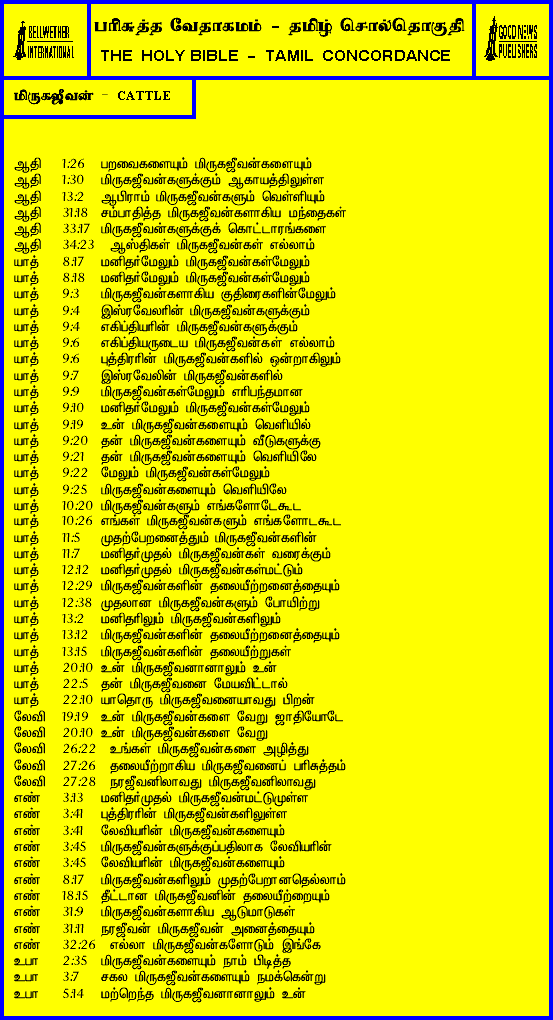 BELLWETHER INTERNATIONAL
பரிசுத்த வேதாகமம் - தமிழ் சொல்தொகுதி
THE HOLY BIBLE - TAMIL CONCORDANCE
GOOD NEWS PUBLISHERS
மிருகஜீவன் - CATTLE
ஆதி 1:26 பறவைகளையும் மிருகஜீவன்களையும்
ஆதி 1:30 மிருகஜீவன்களுக்கும் ஆகாயத்திலுள்ள
ஆதி 13:2 ஆபிராம் மிருகஜீவன்களும் வெள்ளியும்
ஆதி 31:18 சம்பாதித்த மிருகஜீவன்களாகிய மந்தைகள்
ஆதி 33:17 மிருகஜீவன்களுக்குக் கொட்டாரங்களை
ஆதி 34:23 ஆஸ்திகள் மிருகஜீவன்கள் எல்லாம்
யாத் 8:17 மனிதர்மேலும் மிருகஜீவன்கள்மேலும்
யாத் 8:18 மனிதர்மேலும் மிருகஜீவன்கள்மேலும்
யாத் 9:3 மிருகஜீவன்களாகிய குதிரைகளின்மேலும்
யாத் 9:4 இஸ்ரவேலரின் மிருகஜீவன்களுக்கும்
யாத் 9:4 எகிப்தியரின் மிருகஜீவன்களுக்கும்
யாத் 9:6 எகிப்தியருடைய மிருகஜீவன்கள் எல்லாம்
யாத் 9:6 புத்திரரின் மிருகஜீவன்களில் ஒன்றாகிலும்
யாத் 9:7 இஸ்ரவேலின் மிருகஜீவன்களில்
யாத் 9:9 மிருகஜீவன்கள்மேலும் எரிபந்தமான
யாத் 9:10 மனிதர்மேலும் மிருகஜீவன்கள்மேலும்
யாத் 9:19 உன் மிருகஜீவன்களையும் வெளியில்
யாத் 9:20 தன் மிருகஜீவன்களையும் வீடுகளுக்கு
யாத் 9:21 தன் மிருகஜீவன்களையும் வெளியிலே
யாத் 9:22 மேலும் மிருகஜீவன்கள்மேலும்
யாத் 9:25 மிருகஜீவன்களையும் வெளியிலே
யாத் 10:20 மிருகஜீவன்களும் எங்களோடேகூட
யாத் 10:26 எங்கள் மிருகஜீவன்களும் எங்களோடகூட
யாத் 11:5 முதற்பேறனைத்தும் மிருகஜீவன்களின்
யாத் 11:7 மனிதர்முதல் மிருகஜீவன்கள் வரைக்கும்
யாத் 12:12 மனிதர்முதல் மிருகஜீவன்கள்மட்டும்
யாத் 12:29 மிருகஜீவன்களின் தலையீற்றனைத்தையும்
யாத் 12:38 முதலான மிருகஜீவன்களும் போயிற்று
யாத் 13:2 மனிதரிலும் மிருகஜீவன்களிலும்
யாத் 13:12 மிருகஜீவன்களின் தலையீற்றனைத்தையும்
யாத் 13:15 மிருகஜீவன்களின் தலையீற்றுகள்
யாத் 20:10 உன் மிருகஜீவனானாலும் உன்
யாத் 22:5 தன் மிருகஜீவனை மேயவிட்டால்
யாத் 22:10 யாதொரு மிருகஜீவனையாவது பிறன்
லேவி 19:19 உன் மிருகஜீவன்களை வேறு ஜாதியோடே
லேவி 20:10 உன் மிருகஜீவன்களை வேறு
லேவி 26:22 உங்கள் மிருகஜீவன்களை அழித்து
லேவி 27:26 தலையீற்றாகிய மிருகஜீவனைப் பரிசுத்தம்
லேவி 27:28 நரஜீவனிலாவது மிருகஜீவனிலாவது
எண் 3:13 மனிதர்முதல் மிருகஜீவன்மட்டுமுள்ள
எண் 3:41 புத்திரரின் மிருகஜீவன்களிலுள்ள
எண் 3:41 லேவியரின் மிருகஜீவன்களையும்
எண் 3:45 மிருகஜீவன்களுக்குப்பதிலாக லேவியரின்
எண் 3:45 லேவியரின் மிருகஜீவன்களையும்
எண் 8:17 மிருகஜீவன்களிலும் முதற்பேறானதெல்லாம்
எண் 18:15 தீட்டான மிருகஜீவனின் தலையீற்றையும்
எண் 31:9 மிருகஜீவன்களாகிய ஆடுமாடுகள்
எண் 31:11 நரஜீவன் மிருகஜீவன் அனைத்தையும்
எண் 32:26 எல்லா மிருகஜீவன்களோடும் இங்கே
உபா 2:35 மிருகஜீவன்களையும் நாம் பிடித்த
உபா 3:7 சகல மிருகஜீவன்களையும் நமக்கென்று
உபா 5:14 மற்றெந்த மிருகஜீவனானாலும் உன்